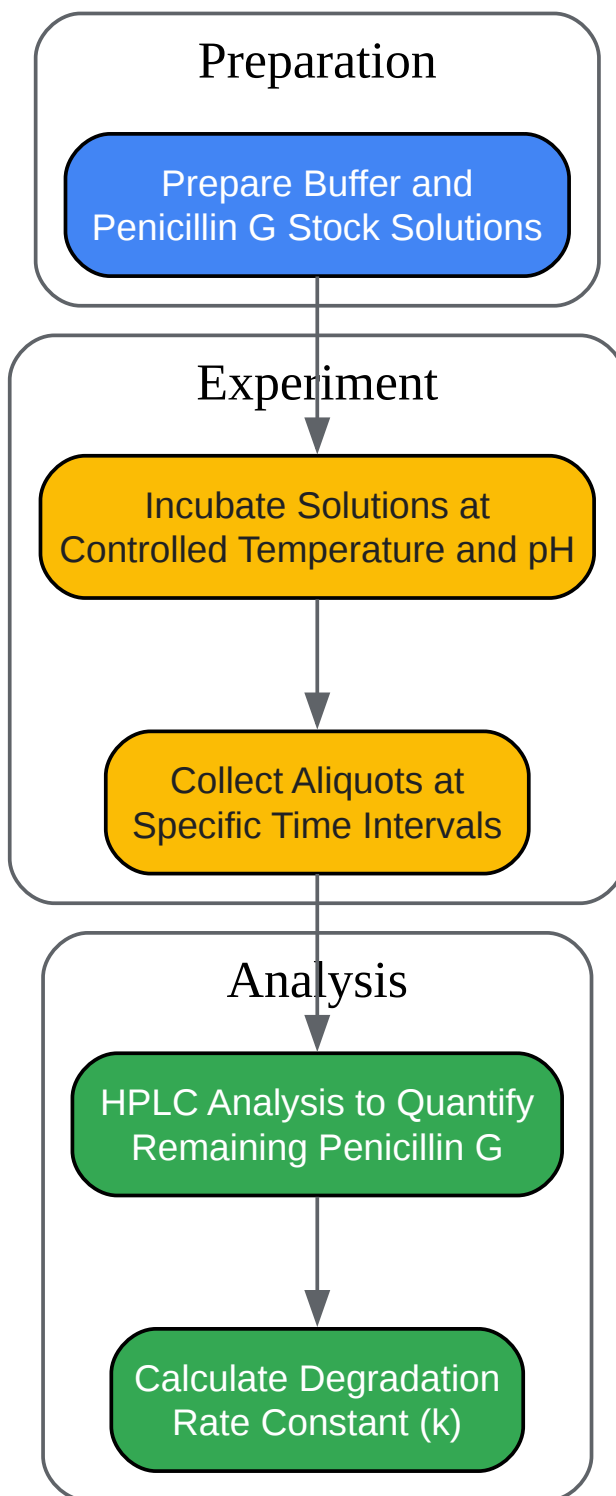 Preparation
Prepare Buffer and
Penicillin G Stock Solutions
Experiment
Incubate Solutions at
Controlled Temperature and pH
Collect Aliquots at
Specific Time Intervals
Analysis
HPLC Analysis to Quantify
Remaining Penicillin G
Calculate Degradation
Rate Constant (k)